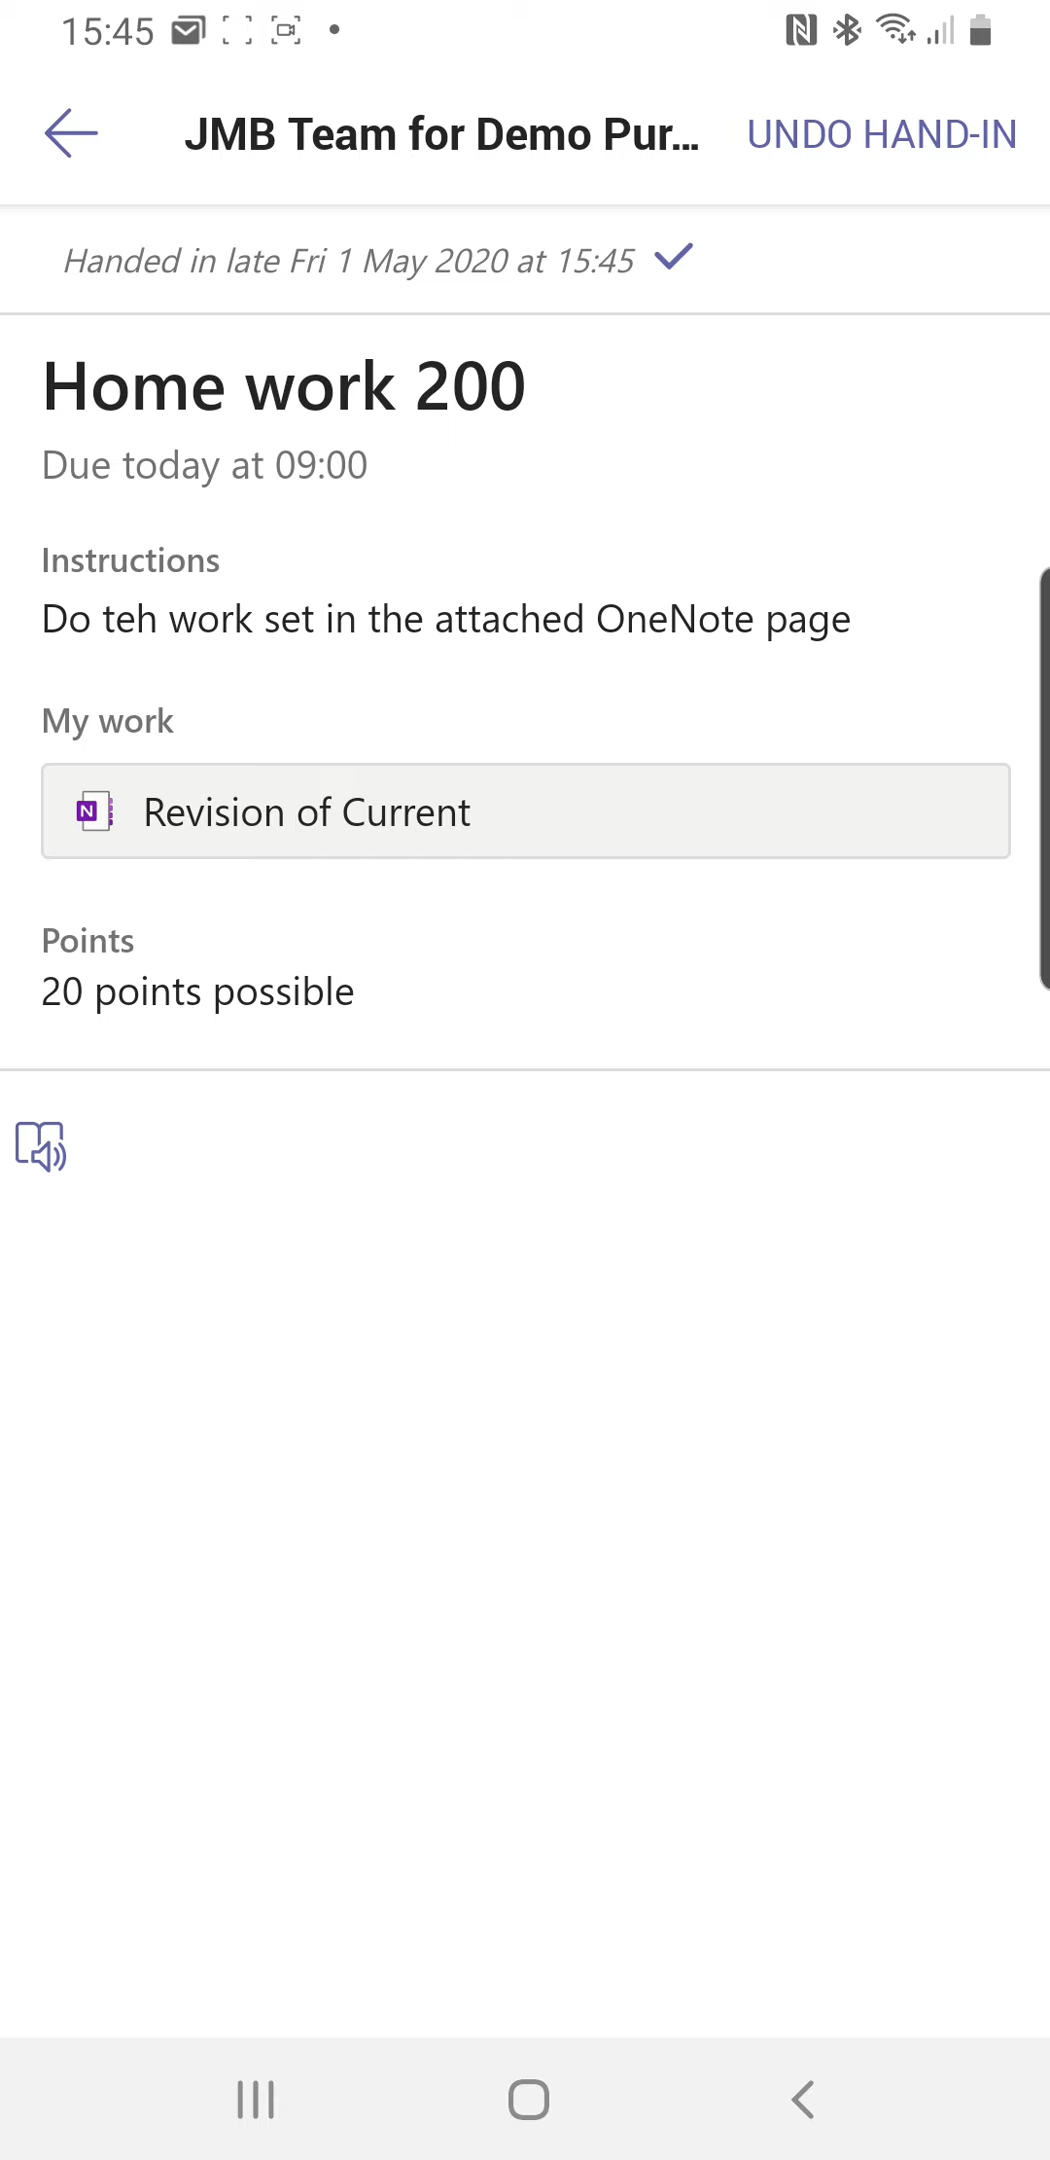 15:45
JMB Team for Demo Pur... UNDO HAND-IN
Handed in late Fri 1 May 2020 at 15:45
Home work 200
Due today at 09:00
Instructions
Do teh work set in the attached OneNote page
My work
N Revision of Current
Points
20 points possible